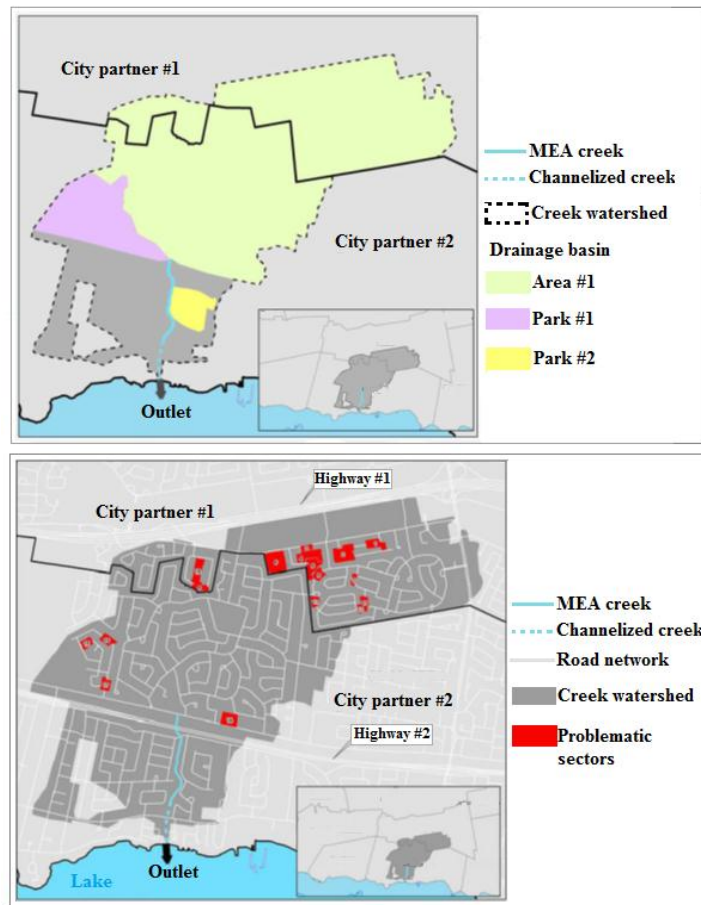 City partner #1
City partner #2
Outlet
MEA creek
Channelized creek
Creek watershed
Drainage basin
Area #1
Park #1
Park #2
Highway #1
City partner #1
City partner #2
Highway #2
Outlet
Lake
MEA creek
Channelized creek
Road network
Creek watershed
Problematic
sectors